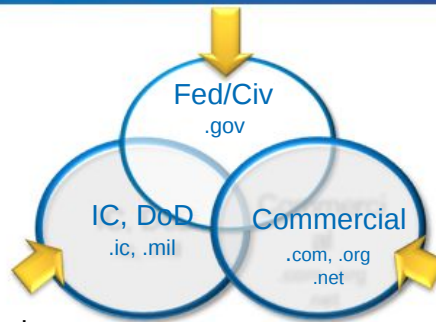 Fed/Civ
.gov
IC, DoD
.ic, .mil
Commercial
.com, .org
.net